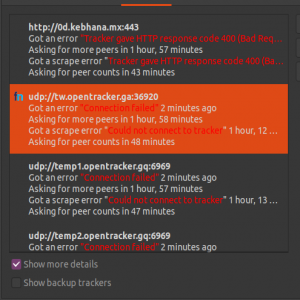 http://0d.kebhana.mx:443
Got an error "Tracker gave HTTP response code 400 (Bad Req...
Asking for more peers in 1 hour, 57 minutes
Got a scrape error "Tracker gave HTTP response code 400 (Ba...
Asking for peer counts in 43 minutes
udp://tw.opentracker.ga:36920
Got an error "Connection failed" 2 minutes ago
Asking for more peers in 1 hour, 58 minutes
Got a scrape error "Could not connect to tracker" 1 hour, 12 ...
Asking for peer counts in 48 minutes
udp://temp1.opentracker.gq:6969
Got an error "Connection failed" 2 minutes ago
Asking for more peers in 1 hour, 57 minutes
Got a scrape error "Could not connect to tracker" 1 hour, 13 ...
Asking for peer counts in 47 minutes
udp://temp2.opentracker.gq:6969
Got an error "Connection failed" 2 minutes ago
Show more details
Show backup trackers